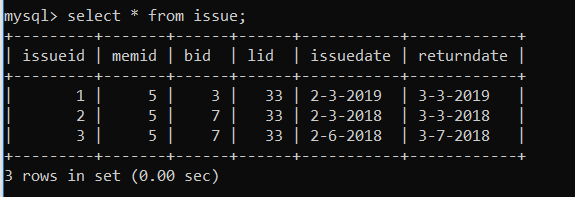 mysql> select * from issue;
+---------+-------+------+------+-----------+------------+
| issueid | memid | bid | lid | issuedate | returndate |
+---------+-------+------+------+-----------+------------+
| 1 | 5 | 3 | 33 | 2-3-2019 | 3-3-2019 |
| 2 | 5 | 7 | 33 | 2-3-2018 | 3-3-2018 |
| 3 | 5 | 7 | 33 | 2-6-2018 | 3-7-2018 |
+---------+-------+------+------+-----------+------------+
3 rows in set (0.00 sec)